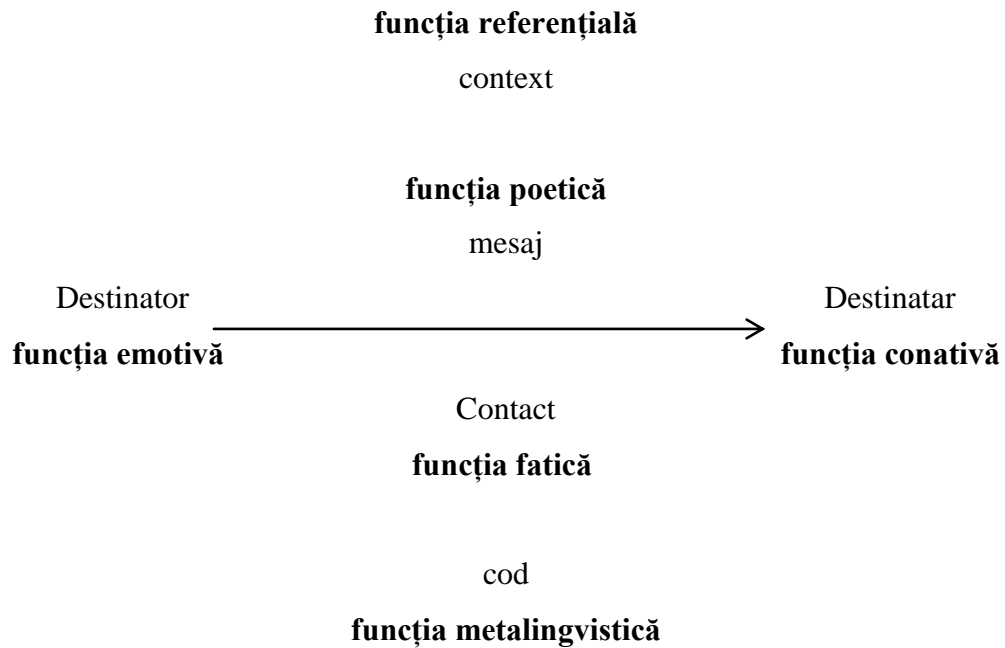 funcția referențială
context
funcția poetică
mesaj
Destinator
Destinatar
funcția emotivă
funcția conativă
Contact
funcția fatică
cod
funcția metalingvistică